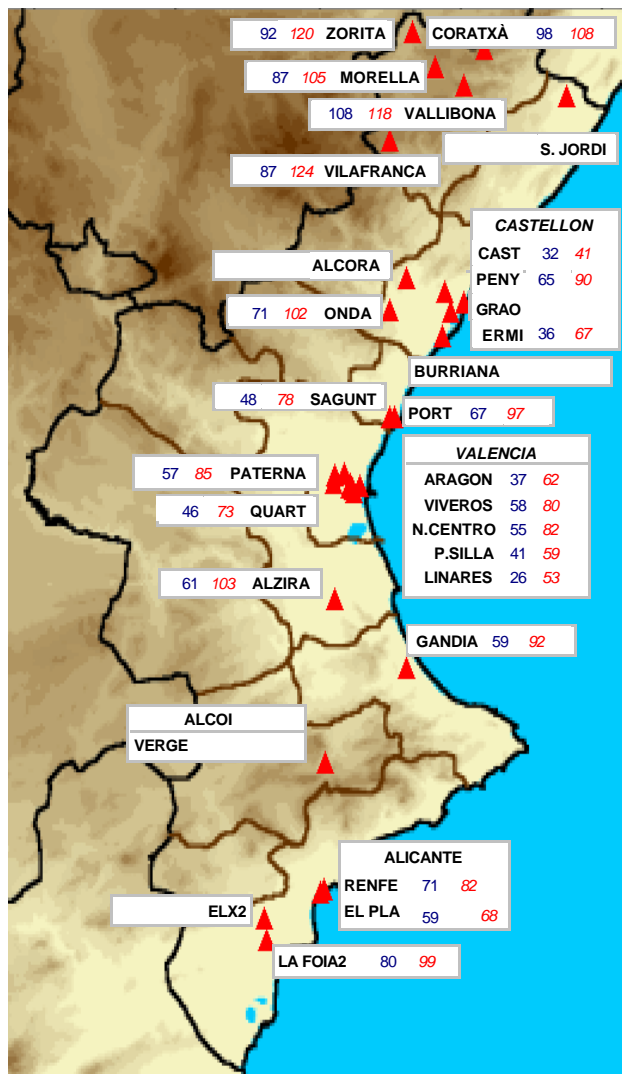 92 120 ZORITA
CORATXÀ 98 108
87 105 MORELLA
108 118 VALLIBONA
S. JORDI
87 124 VILAFRANCA
CASTELLON
CAST 32 41
PENY 65 90
GRAO
ERMI 36 67
ALCORA
71 102 ONDA
BURRIANA
48 78 SAGUNT
PORT 67 97
VALENCIA
ARAGON 37 62
VIVEROS 58 80
N.CENTRO 55 82
P.SILLA 41 59
LINARES 26 53
57 85 PATERNA
46 73 QUART
61 103 ALZIRA
GANDIA 59 92
ALCOI
VERGE
ALICANTE
RENFE 71 82
EL PLA 59 68
ELX2
LA FOIA2 80 99